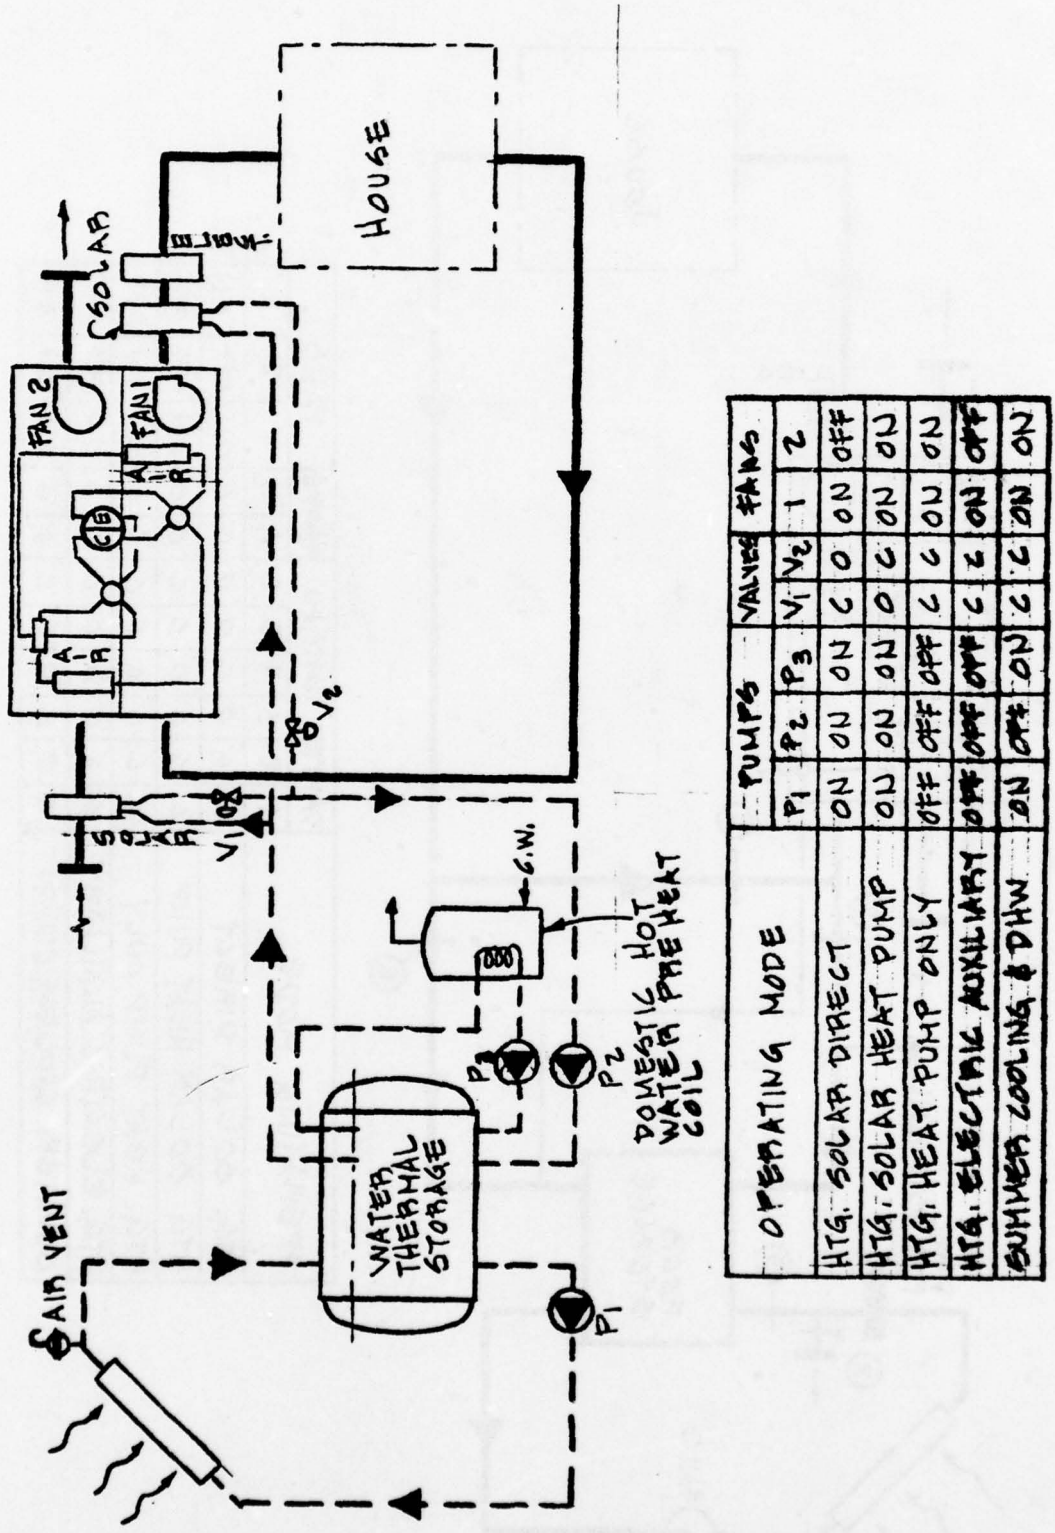 AIR VENT
WATER
THERMAL
STORAGE
P1
P2
P3
DOMESTIC HOT
WATER PREHEAT
COIL
C.W.
V1
V2
SOLAR
AIR
C E
AIR
FAN 2
FAN 1
SOLAR
ELECT.
HOUSE
OPERATING MODE PUMPS VALVES FANS
P1 P2 P3 V1 V2 1 2
HTG. SOLAR DIRECT ON ON ON C O ON OFF
HTG. SOLAR HEAT PUMP ON ON ON O C ON ON
HTG. HEAT PUMP ONLY OFF OFF OFF C C ON ON
HTG. ELECTRIC AUXILIARY OFF OFF OFF C C ON OFF
SUMMER COOLING & DHW ON OFF ON C C ON ON